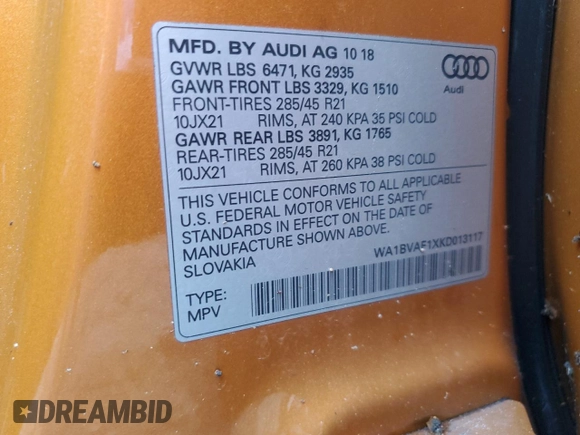 MFD. BY AUDI AG 10 18
GVWR LBS 6471, KG 2935
GAWR FRONT LBS 3329, KG 1510
FRONT-TIRES 285/45 R21
10JX21 RIMS, AT 240 KPA 35 PSI COLD
GAWR REAR LBS 3891, KG 1765
REAR-TIRES 285/45 R21
10JX21 RIMS, AT 260 KPA 38 PSI COLD
Audi
THIS VEHICLE CONFORMS TO ALL APPLICABLE
U.S. FEDERAL MOTOR VEHICLE SAFETY
STANDARDS IN EFFECT ON THE DATE OF
MANUFACTURE SHOWN ABOVE.
SLOVAKIA
WA1BVAF1XKD013117
TYPE:
MPV
DREAMBID